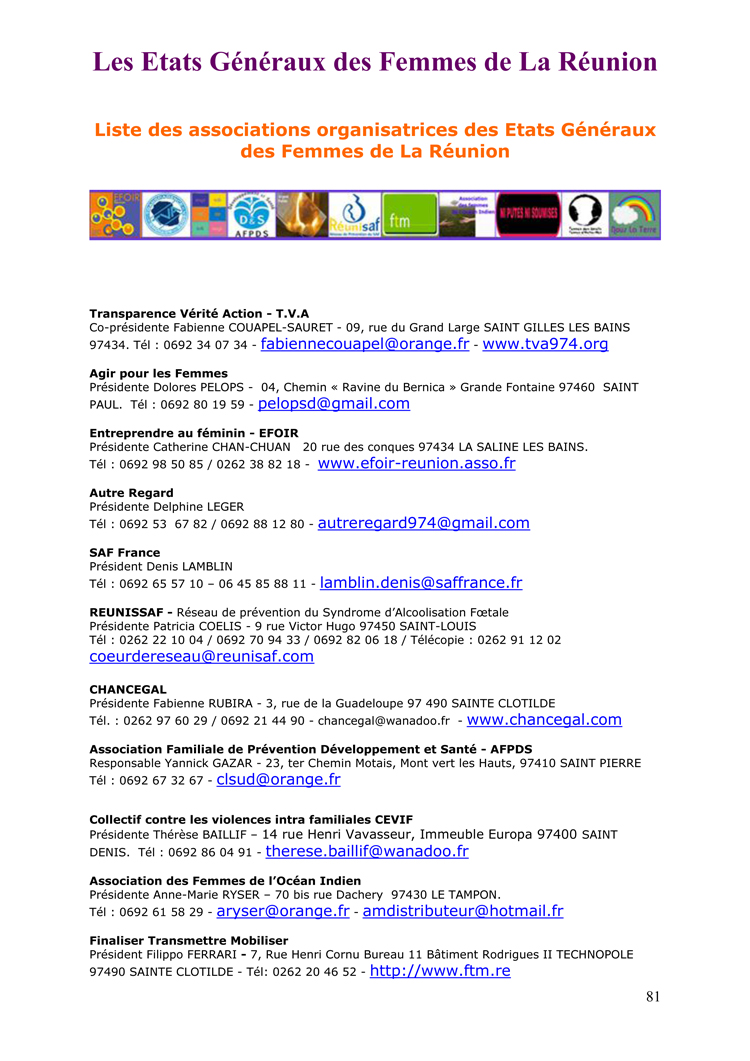 Les Etats Généraux des Femmes de La Réunion
Liste des associations organisatrices des Etats Généraux
des Femmes de La Réunion
EFOIR
D&S
AFPDS
Réunisaf
ftm
Association
des femmes
Indien
NI PUTES NI SOUMISES
Pour La Terre
Transparence Vérité Action - T.V.A
Co-présidente Fabienne COUAPEL-SAURET - 09, rue du Grand Large SAINT GILLES LES BAINS
97434. Tél : 0692 34 07 34 - fabiennecouapel@orange.fr - www.tva974.org
Agir pour les Femmes
Présidente Dolores PELOPS - 04, Chemin « Ravine du Bernica » Grande Fontaine 97460 SAINT
PAUL. Tél : 0692 80 19 59 - pelopsd@gmail.com
Entreprendre au féminin - EFOIR
Présidente Catherine CHAN-CHUAN 20 rue des conques 97434 LA SALINE LES BAINS.
Tél : 0692 98 50 85 / 0262 38 82 18 - www.efoir-reunion.asso.fr
Autre Regard
Présidente Delphine LEGER
Tél : 0692 53 67 82 / 0692 88 12 80 - autreregard974@gmail.com
SAF France
Président Denis LAMBLIN
Tél : 0692 65 57 10 – 06 45 85 88 11 - lamblin.denis@saffrance.fr
REUNISSAF - Réseau de prévention du Syndrome d’Alcoolisation Fœtale
Présidente Patricia COELIS - 9 rue Victor Hugo 97450 SAINT-LOUIS
Tél : 0262 22 10 04 / 0692 70 94 33 / 0692 82 06 18 / Télécopie : 0262 91 12 02
coeurdereseau@reunisaf.com
CHANCEGAL
Présidente Fabienne RUBIRA - 3, rue de la Guadeloupe 97 490 SAINTE CLOTILDE
Tél. : 0262 97 60 29 / 0692 21 44 90 - chancegal@wanadoo.fr - www.chancegal.com
Association Familiale de Prévention Développement et Santé - AFPDS
Responsable Yannick GAZAR - 23, ter Chemin Motais, Mont vert les Hauts, 97410 SAINT PIERRE
Tél : 0692 67 32 67 - clsud@orange.fr
Collectif contre les violences intra familiales CEVIF
Présidente Thérèse BAILLIF – 14 rue Henri Vavasseur, Immeuble Europa 97400 SAINT
DENIS. Tél : 0692 86 04 91 - therese.baillif@wanadoo.fr
Association des Femmes de l’Océan Indien
Présidente Anne-Marie RYSER – 70 bis rue Dachery 97430 LE TAMPON.
Tél : 0692 61 58 29 - aryser@orange.fr - amdistributeur@hotmail.fr
Finaliser Transmettre Mobiliser
Président Filippo FERRARI - 7, Rue Henri Cornu Bureau 11 Bâtiment Rodrigues II TECHNOPOLE
97490 SAINTE CLOTILDE - Tél: 0262 20 46 52 - http://www.ftm.re
81